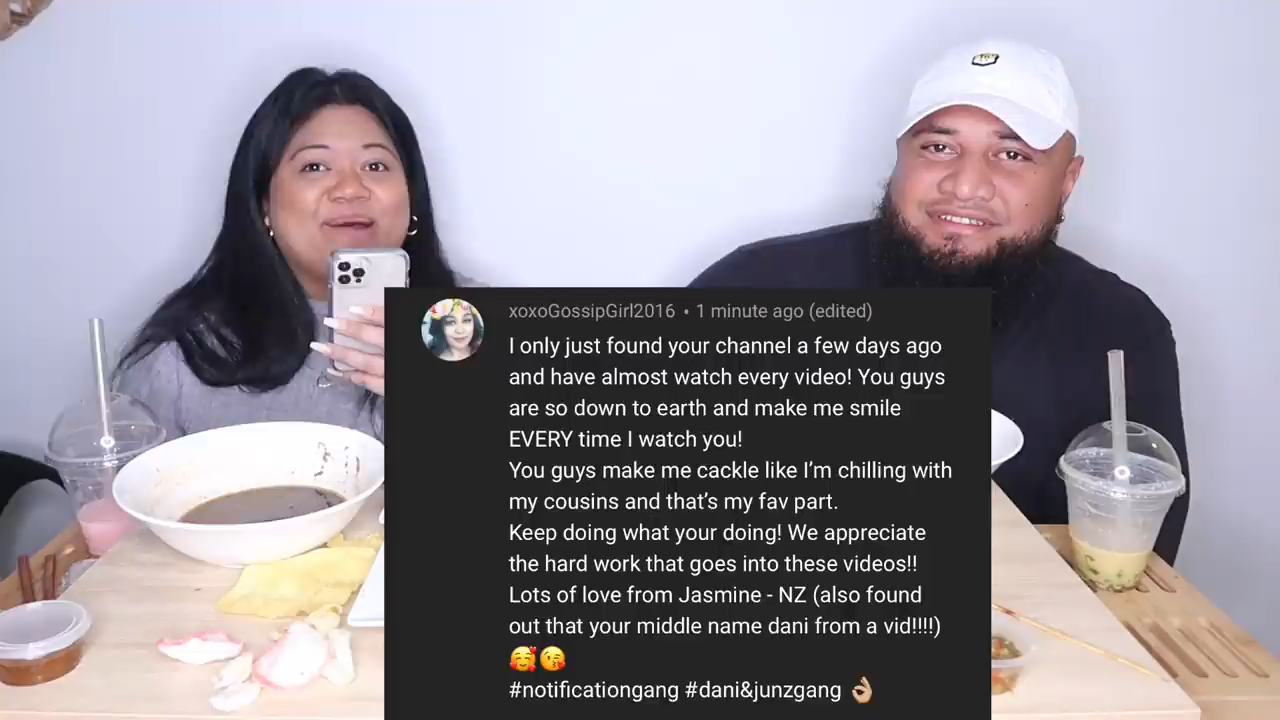 xoxoGossipGirl2016 • 1 minute ago (edited)
I only just found your channel a few days ago
and have almost watch every video! You guys
are so down to earth and make me smile
EVERY time I watch you!
You guys make me cackle like I'm chilling with
my cousins and that's my fav part.
Keep doing what your doing! We appreciate
the hard work that goes into these videos!!
Lots of love from Jasmine - NZ (also found
out that your middle name dani from a vid!!!!)
🥰😘
#notificationgang #dani&junzgang 👌🏼